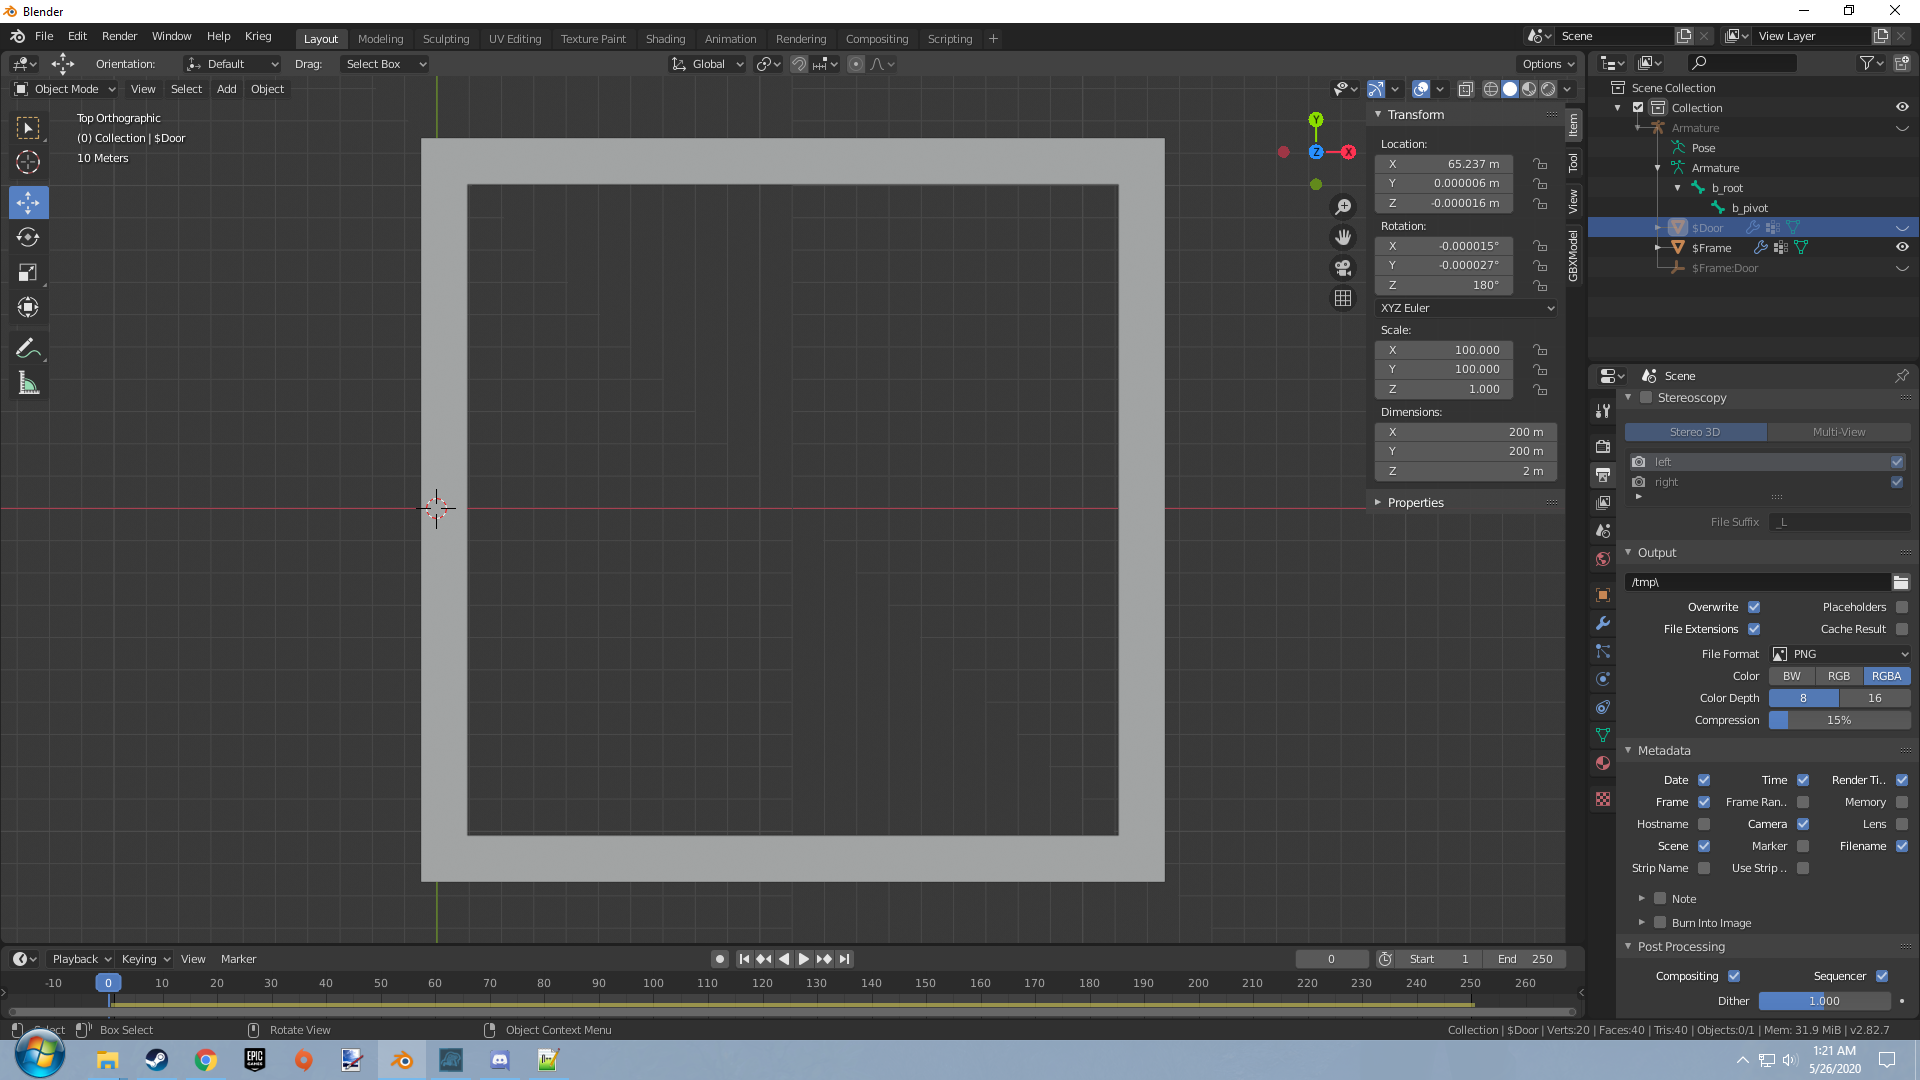 Blender
File Edit Render Window Help Krieg
Layout Modeling Sculpting UV Editing Texture Paint Shading Animation Rendering Compositing Scripting +
Scene View Layer
Orientation: Default Drag: Select Box Global Options
Object Mode View Select Add Object
Top Orthographic
(0) Collection | $Door
10 Meters
Y
Z X
Transform
Location:
X 65.237 m
Y 0.000006 m
Z -0.000016 m
Rotation:
X -0.000015°
Y -0.000027°
Z 180°
XYZ Euler
Scale:
X 100.000
Y 100.000
Z 1.000
Dimensions:
X 200 m
Y 200 m
Z 2 m
Properties
Item
Tool
View
GBXModel
Scene Collection
Collection
Armature
Pose
Armature
b_root
b_pivot
$Door
$Frame
$Frame:Door
Scene
Stereoscopy
Stereo 3D Multi-View
left
right
File Suffix _L
Output
/tmp\
Overwrite Placeholders
File Extensions Cache Result
File Format PNG
Color BW RGB RGBA
Color Depth 8 16
Compression 15%
Metadata
Date Time Render Ti..
Frame Frame Ran.. Memory
Hostname Camera Lens
Scene Marker Filename
Strip Name Use Strip ..
Note
Burn Into Image
Post Processing
Compositing Sequencer
Dither 1.000
Playback Keying View Marker 0 Start 1 End 250
-10 0 10 20 30 40 50 60 70 80 90 100 110 120 130 140 150 160 170 180 190 200 210 220 230 240 250 260
Select Box Select Rotate View Object Context Menu
Collection | $Door | Verts:20 | Faces:40 | Tris:40 | Objects:0/1 | Mem: 31.9 MiB | v2.82.7
EPIC GAMES
1:21 AM
5/26/2020